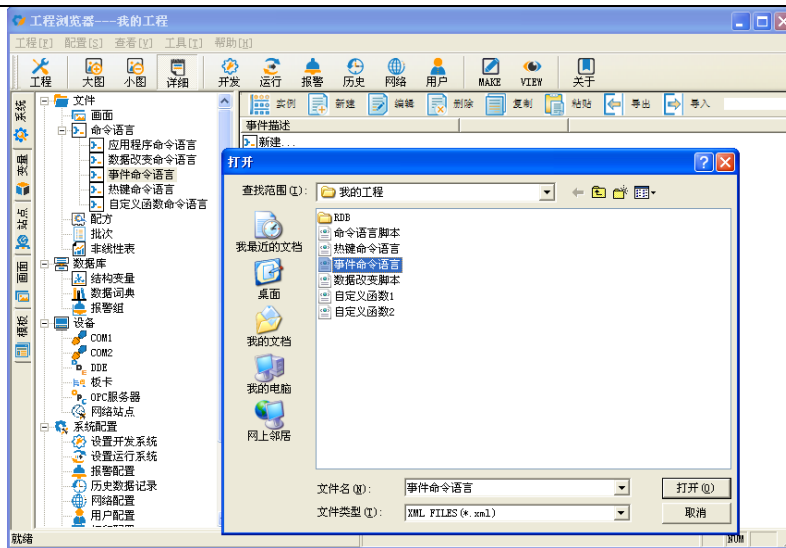 工程浏览器---我的工程
工程[F] 配置[S] 查看[V] 工具[T] 帮助[H]
工程 大图 小图 详细 开发 运行 报警 历史 网络 用户 MAKE VIEW 关于
系统
变量
站点
画面
模板
文件
画面
命令语言
应用程序命令语言
数据改变命令语言
事件命令语言
热键命令语言
自定义函数命令语言
配方
批次
非线性表
数据库
结构变量
数据词典
报警组
设备
COM1
COM2
DDE
板卡
OPC服务器
网络站点
系统配置
设置开发系统
设置运行系统
报警配置
历史数据记录
网络配置
用户配置
实例 新建 编辑 删除 复制 粘贴 导出 导入
事件描述
新建...
打开
查找范围(I): 我的工程
我最近的文档
桌面
我的文档
我的电脑
网上邻居
RDB
命令语言脚本
热键命令语言
事件命令语言
数据改变脚本
自定义函数1
自定义函数2
文件名(N): 事件命令语言 打开(O)
文件类型(T): XML FILES(*.xml) 取消
就绪 NUM